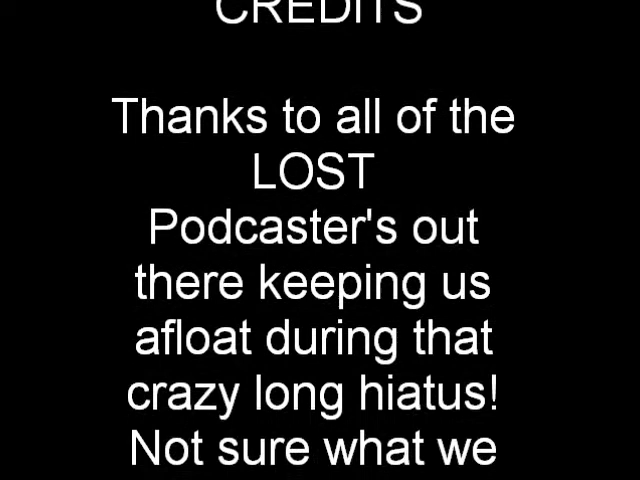 CREDITS
Thanks to all of the
LOST
Podcaster's out
there keeping us
afloat during that
crazy long hiatus!
Not sure what we